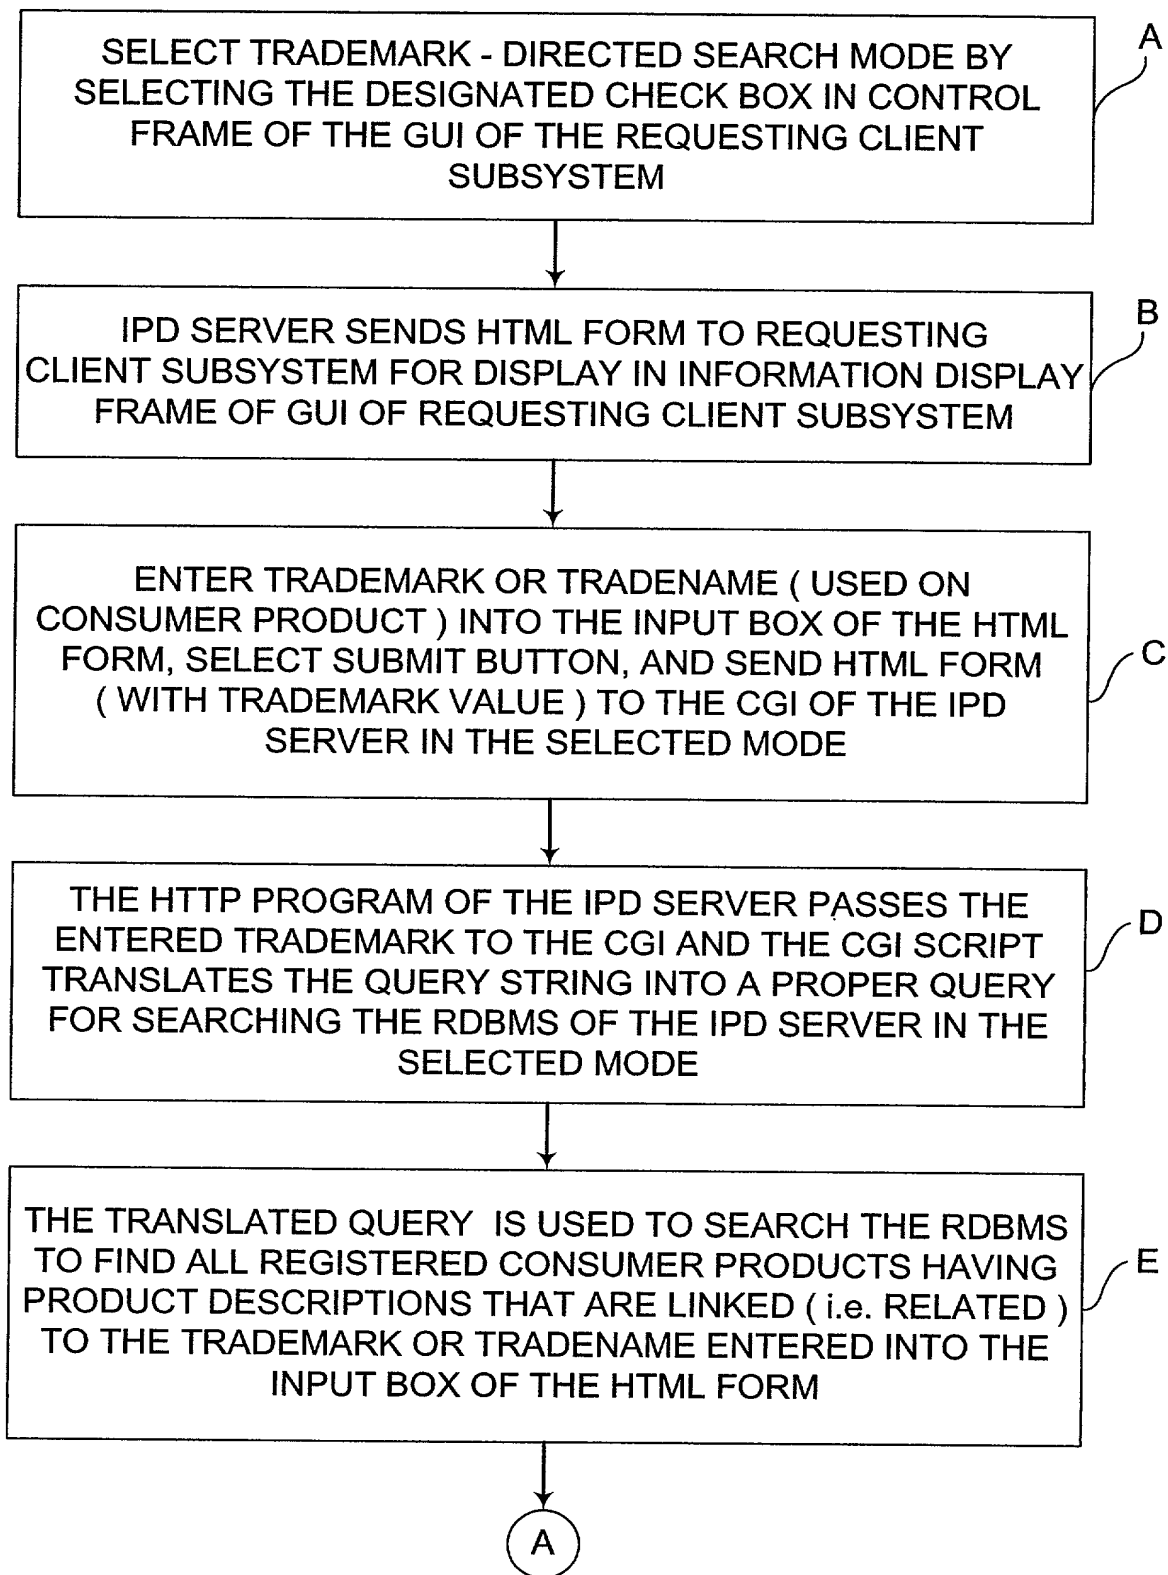 SELECT TRADEMARK - DIRECTED SEARCH MODE BY
SELECTING THE DESIGNATED CHECK BOX IN CONTROL
FRAME OF THE GUI OF THE REQUESTING CLIENT
SUBSYSTEM
A
IPD SERVER SENDS HTML FORM TO REQUESTING
CLIENT SUBSYSTEM FOR DISPLAY IN INFORMATION DISPLAY
FRAME OF GUI OF REQUESTING CLIENT SUBSYSTEM
B
ENTER TRADEMARK OR TRADENAME ( USED ON
CONSUMER PRODUCT ) INTO THE INPUT BOX OF THE HTML
FORM, SELECT SUBMIT BUTTON, AND SEND HTML FORM
( WITH TRADEMARK VALUE ) TO THE CGI OF THE IPD
SERVER IN THE SELECTED MODE
C
THE HTTP PROGRAM OF THE IPD SERVER PASSES THE
ENTERED TRADEMARK TO THE CGI AND THE CGI SCRIPT
TRANSLATES THE QUERY STRING INTO A PROPER QUERY
FOR SEARCHING THE RDBMS OF THE IPD SERVER IN THE
SELECTED MODE
D
THE TRANSLATED QUERY IS USED TO SEARCH THE RDBMS
TO FIND ALL REGISTERED CONSUMER PRODUCTS HAVING
PRODUCT DESCRIPTIONS THAT ARE LINKED ( i.e. RELATED )
TO THE TRADEMARK OR TRADENAME ENTERED INTO THE
INPUT BOX OF THE HTML FORM
E
A